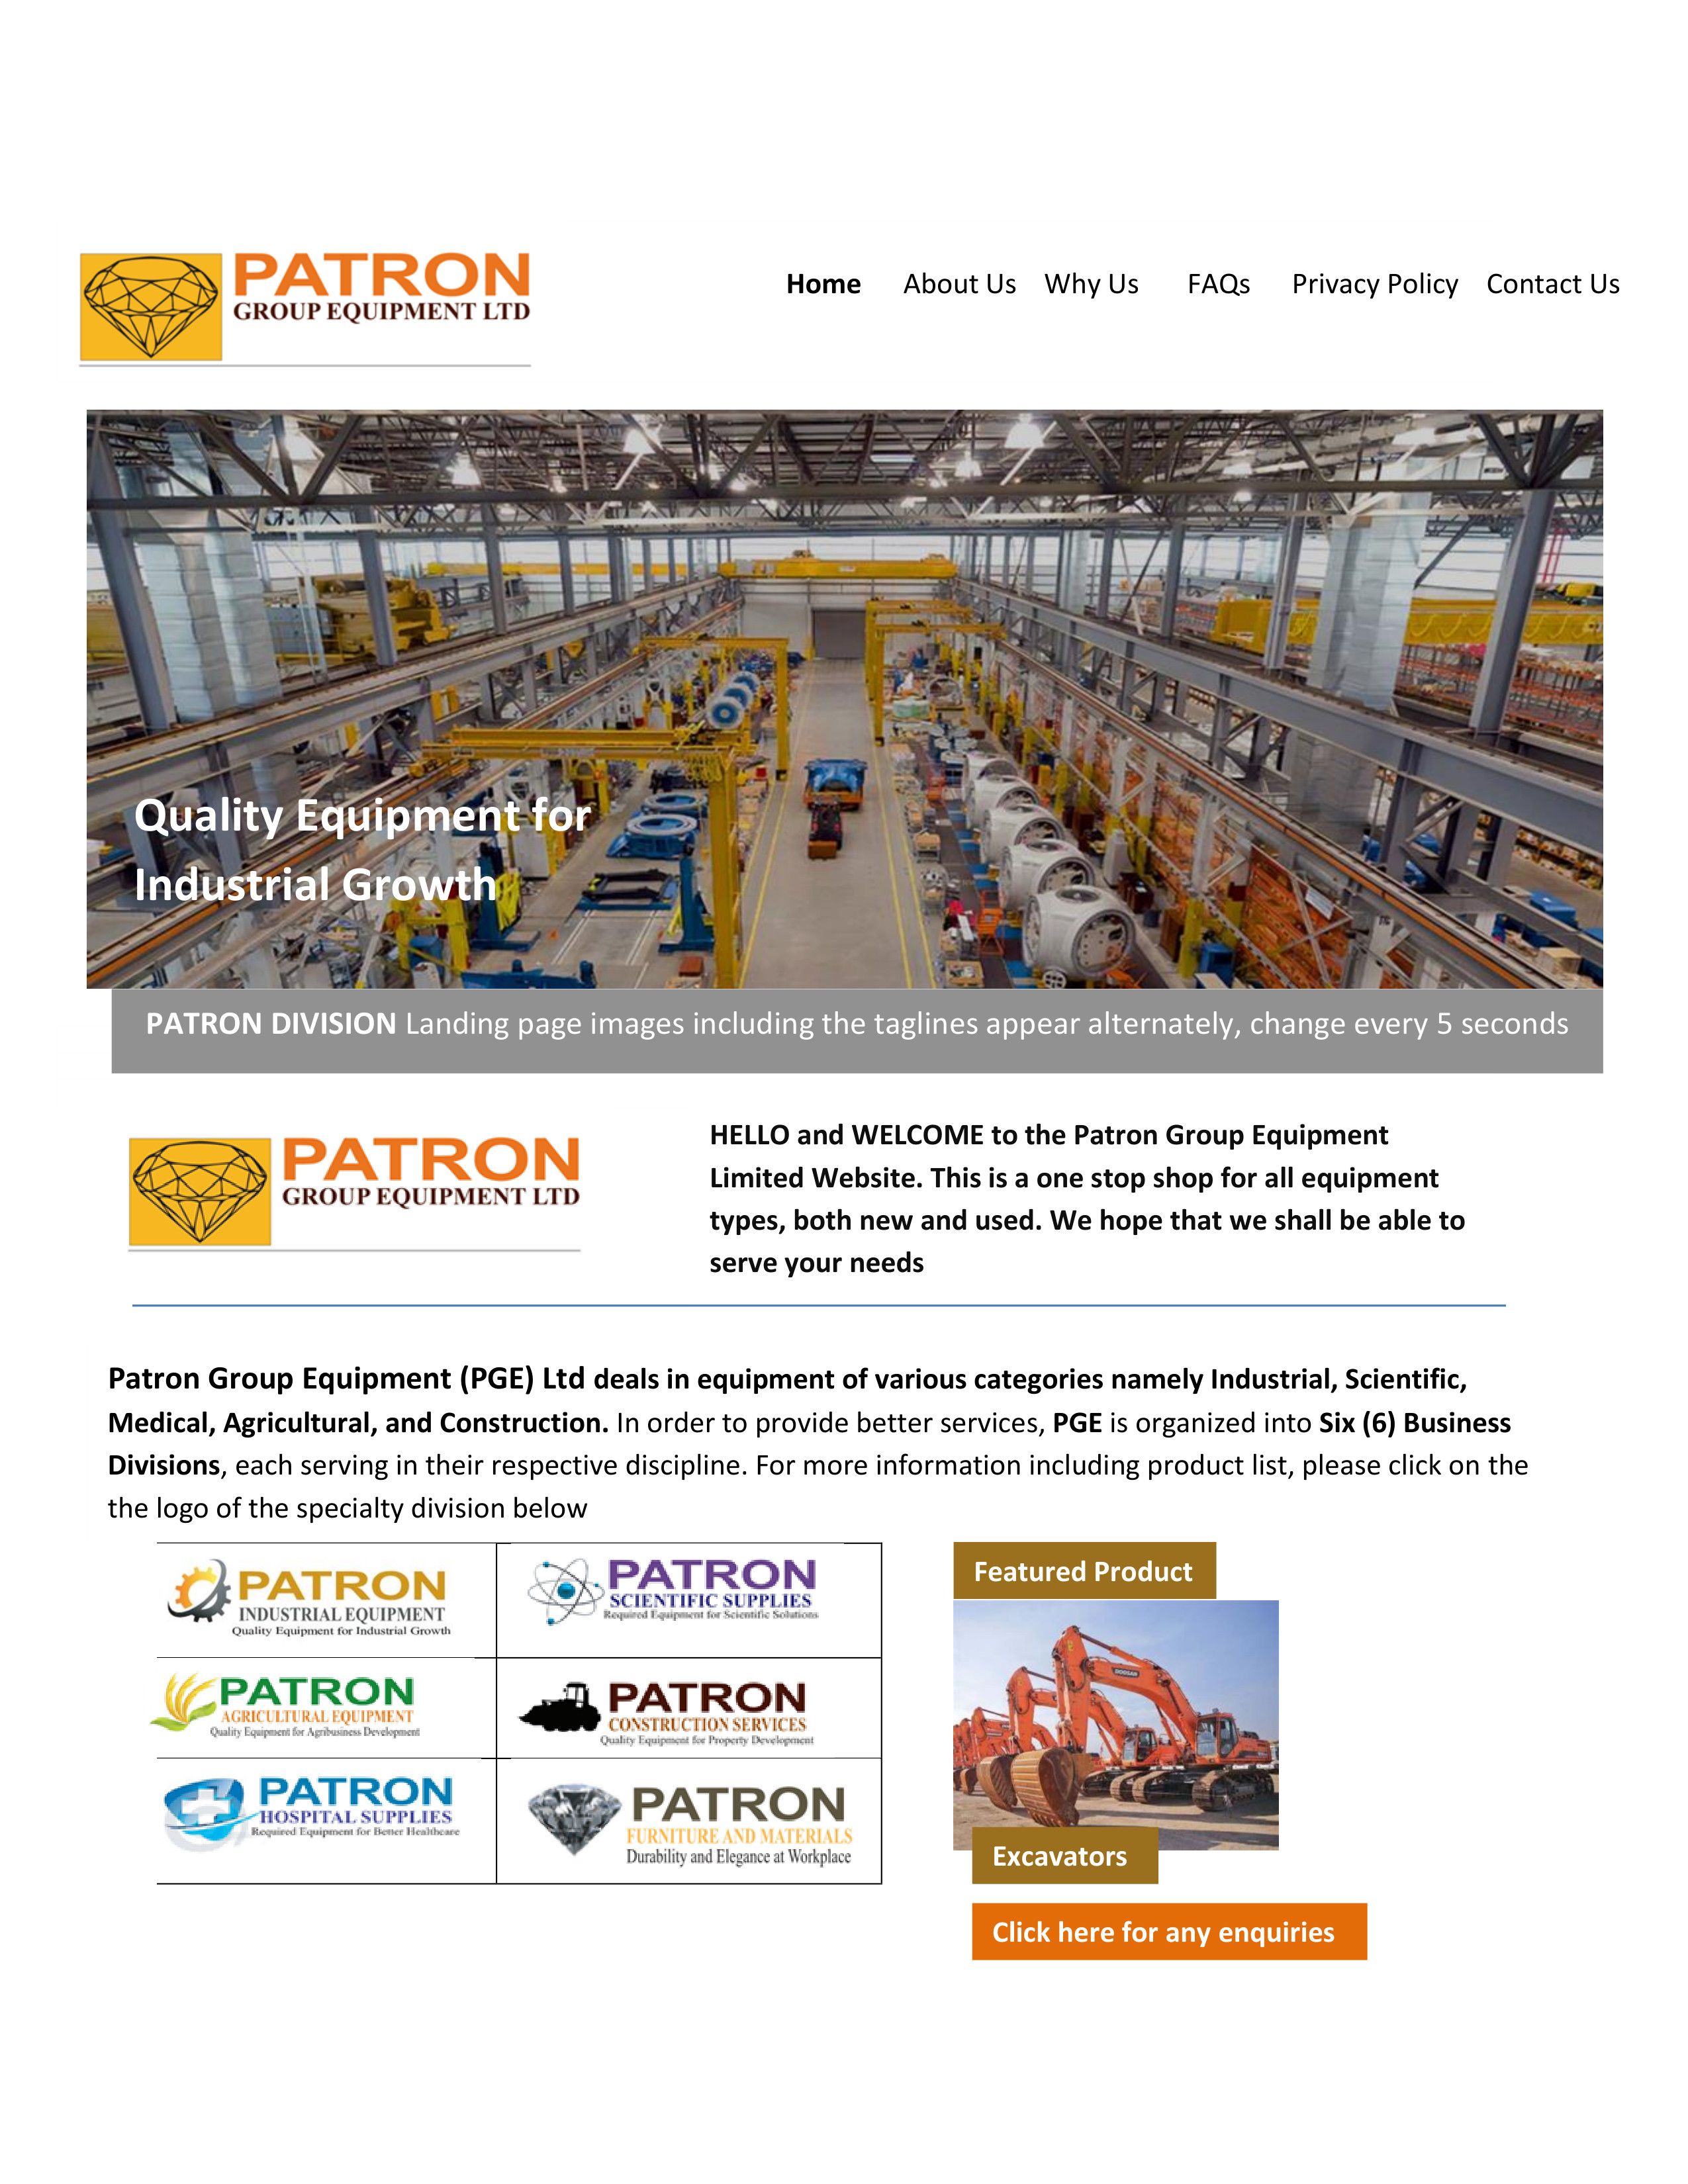 PATRON
GROUP EQUIPMENT LTD
Home About Us Why Us FAQs Privacy Policy Contact Us
Quality Equipment for
Industrial Growth
PATRON DIVISION Landing page images including the taglines appear alternately, change every 5 seconds
PATRON
GROUP EQUIPMENT LTD
HELLO and WELCOME to the Patron Group Equipment
Limited Website. This is a one stop shop for all equipment
types, both new and used. We hope that we shall be able to
serve your needs
Patron Group Equipment (PGE) Ltd deals in equipment of various categories namely Industrial, Scientific,
Medical, Agricultural, and Construction. In order to provide better services, PGE is organized into Six (6) Business
Divisions, each serving in their respective discipline. For more information including product list, please click on the
the logo of the specialty division below
PATRON
INDUSTRIAL EQUIPMENT
Quality Equipment for Industrial Growth
PATRON
SCIENTIFIC SUPPLIES
Required Equipment for Scientific Solutions
PATRON
AGRICULTURAL EQUIPMENT
Quality Equipment for Agribusiness Development
PATRON
CONSTRUCTION SERVICES
Quality Equipment for Property Development
PATRON
HOSPITAL SUPPLIES
Required Equipment for Better Healthcare
PATRON
FURNITURE AND MATERIALS
Durability and Elegance at Workplace
Featured Product
DOOSAN
Excavators
Click here for any enquiries